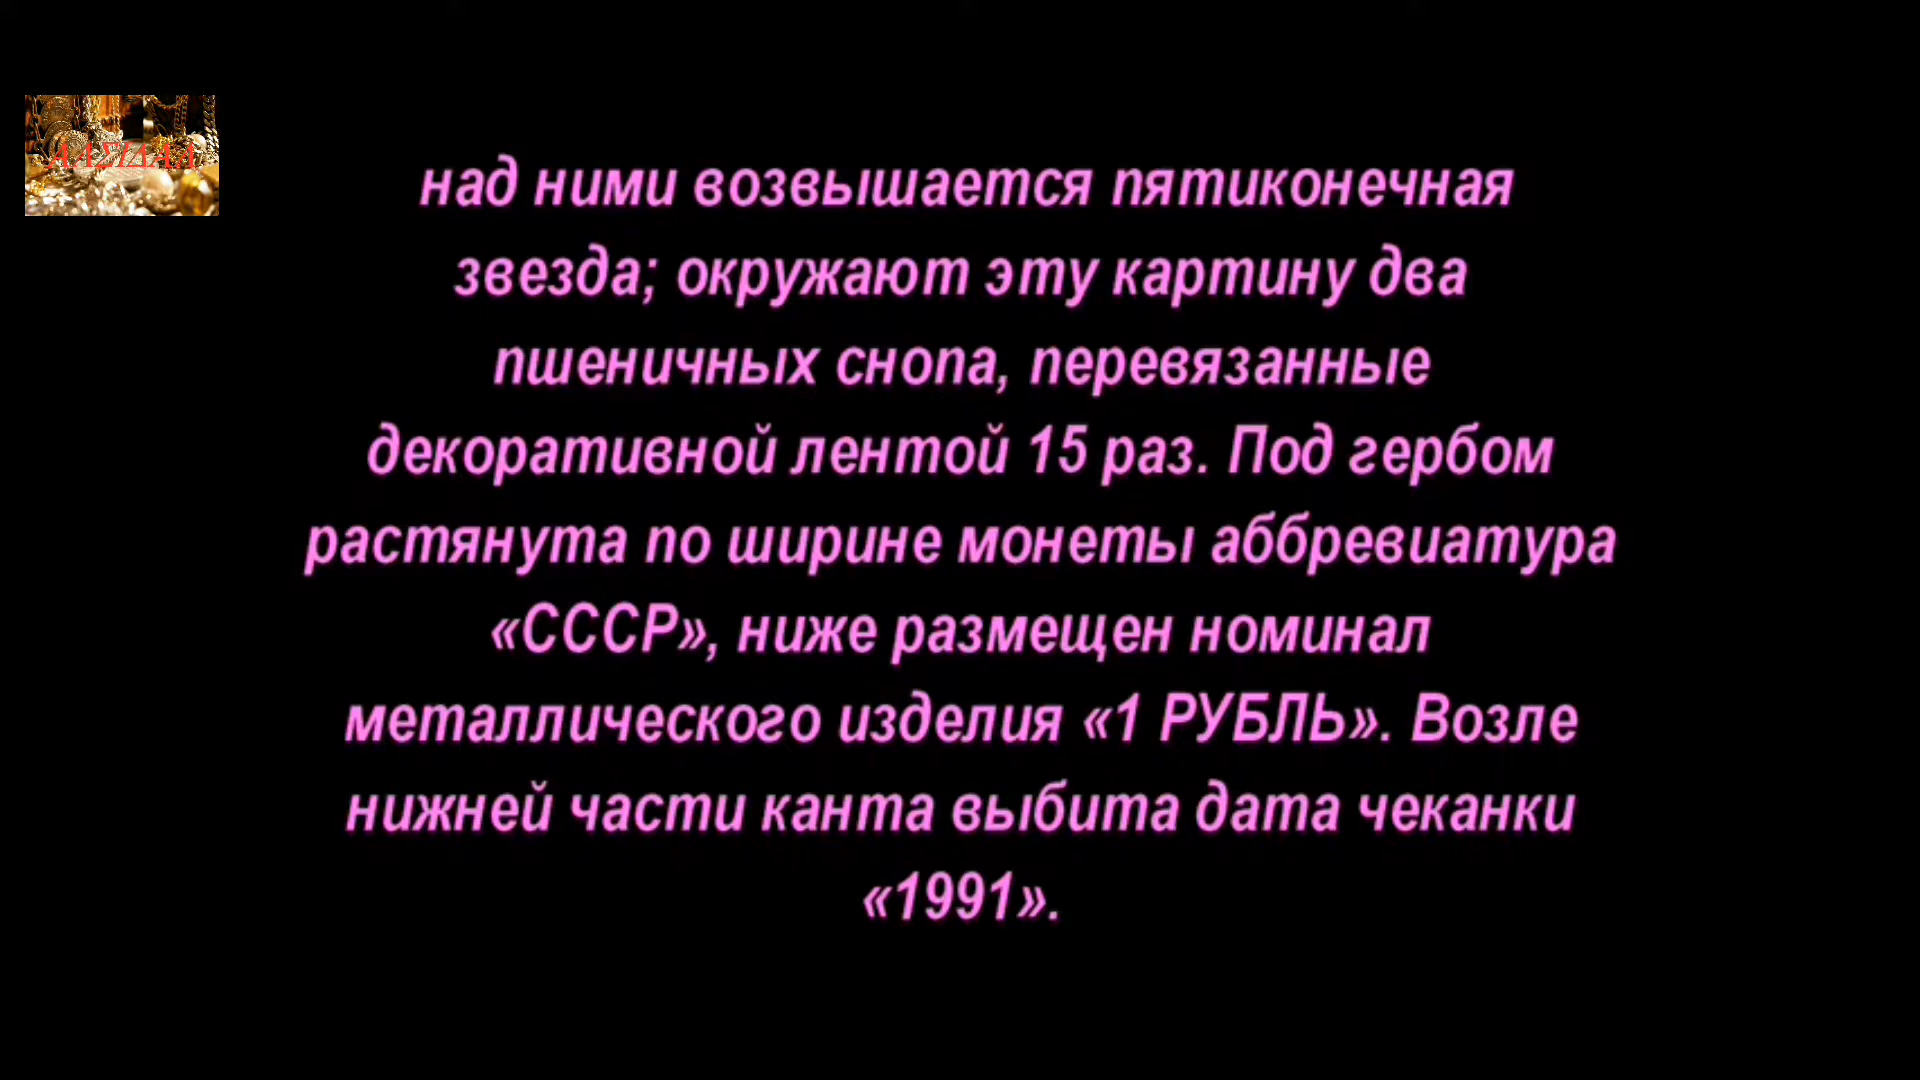 над ними возвышается пятиконечная
звезда; окружают эту картину два
пшеничных снопа, перевязанные
декоративной лентой 15 раз. Под гербом
растянута по ширине монеты аббревиатура
«СССР», ниже размещен номинал
металлического изделия «1 РУБЛЬ». Возле
нижней части канта выбита дата чеканки
«1991».